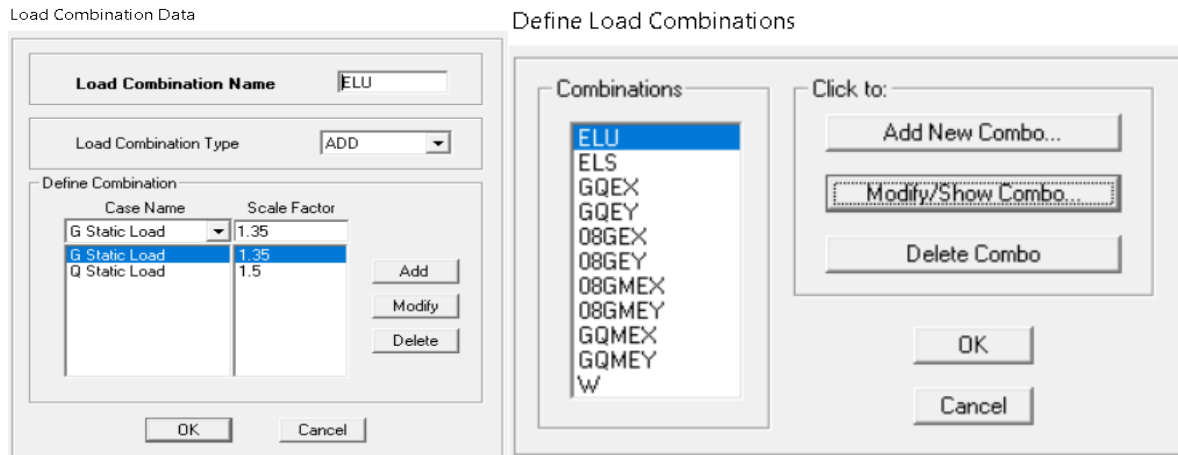 Load Combination Data
Load Combination Name ELU
Load Combination Type ADD
Define Combination
Case Name Scale Factor
G Static Load 1.35
G Static Load 1.35
Q Static Load 1.5
Add
Modify
Delete
OK Cancel
Define Load Combinations
Combinations
ELU
ELS
GQEX
GQEY
08GEX
08GEY
08GMEX
08GMEY
GQMEX
GQMEY
W
Click to:
Add New Combo...
Modify/Show Combo...
Delete Combo
OK
Cancel